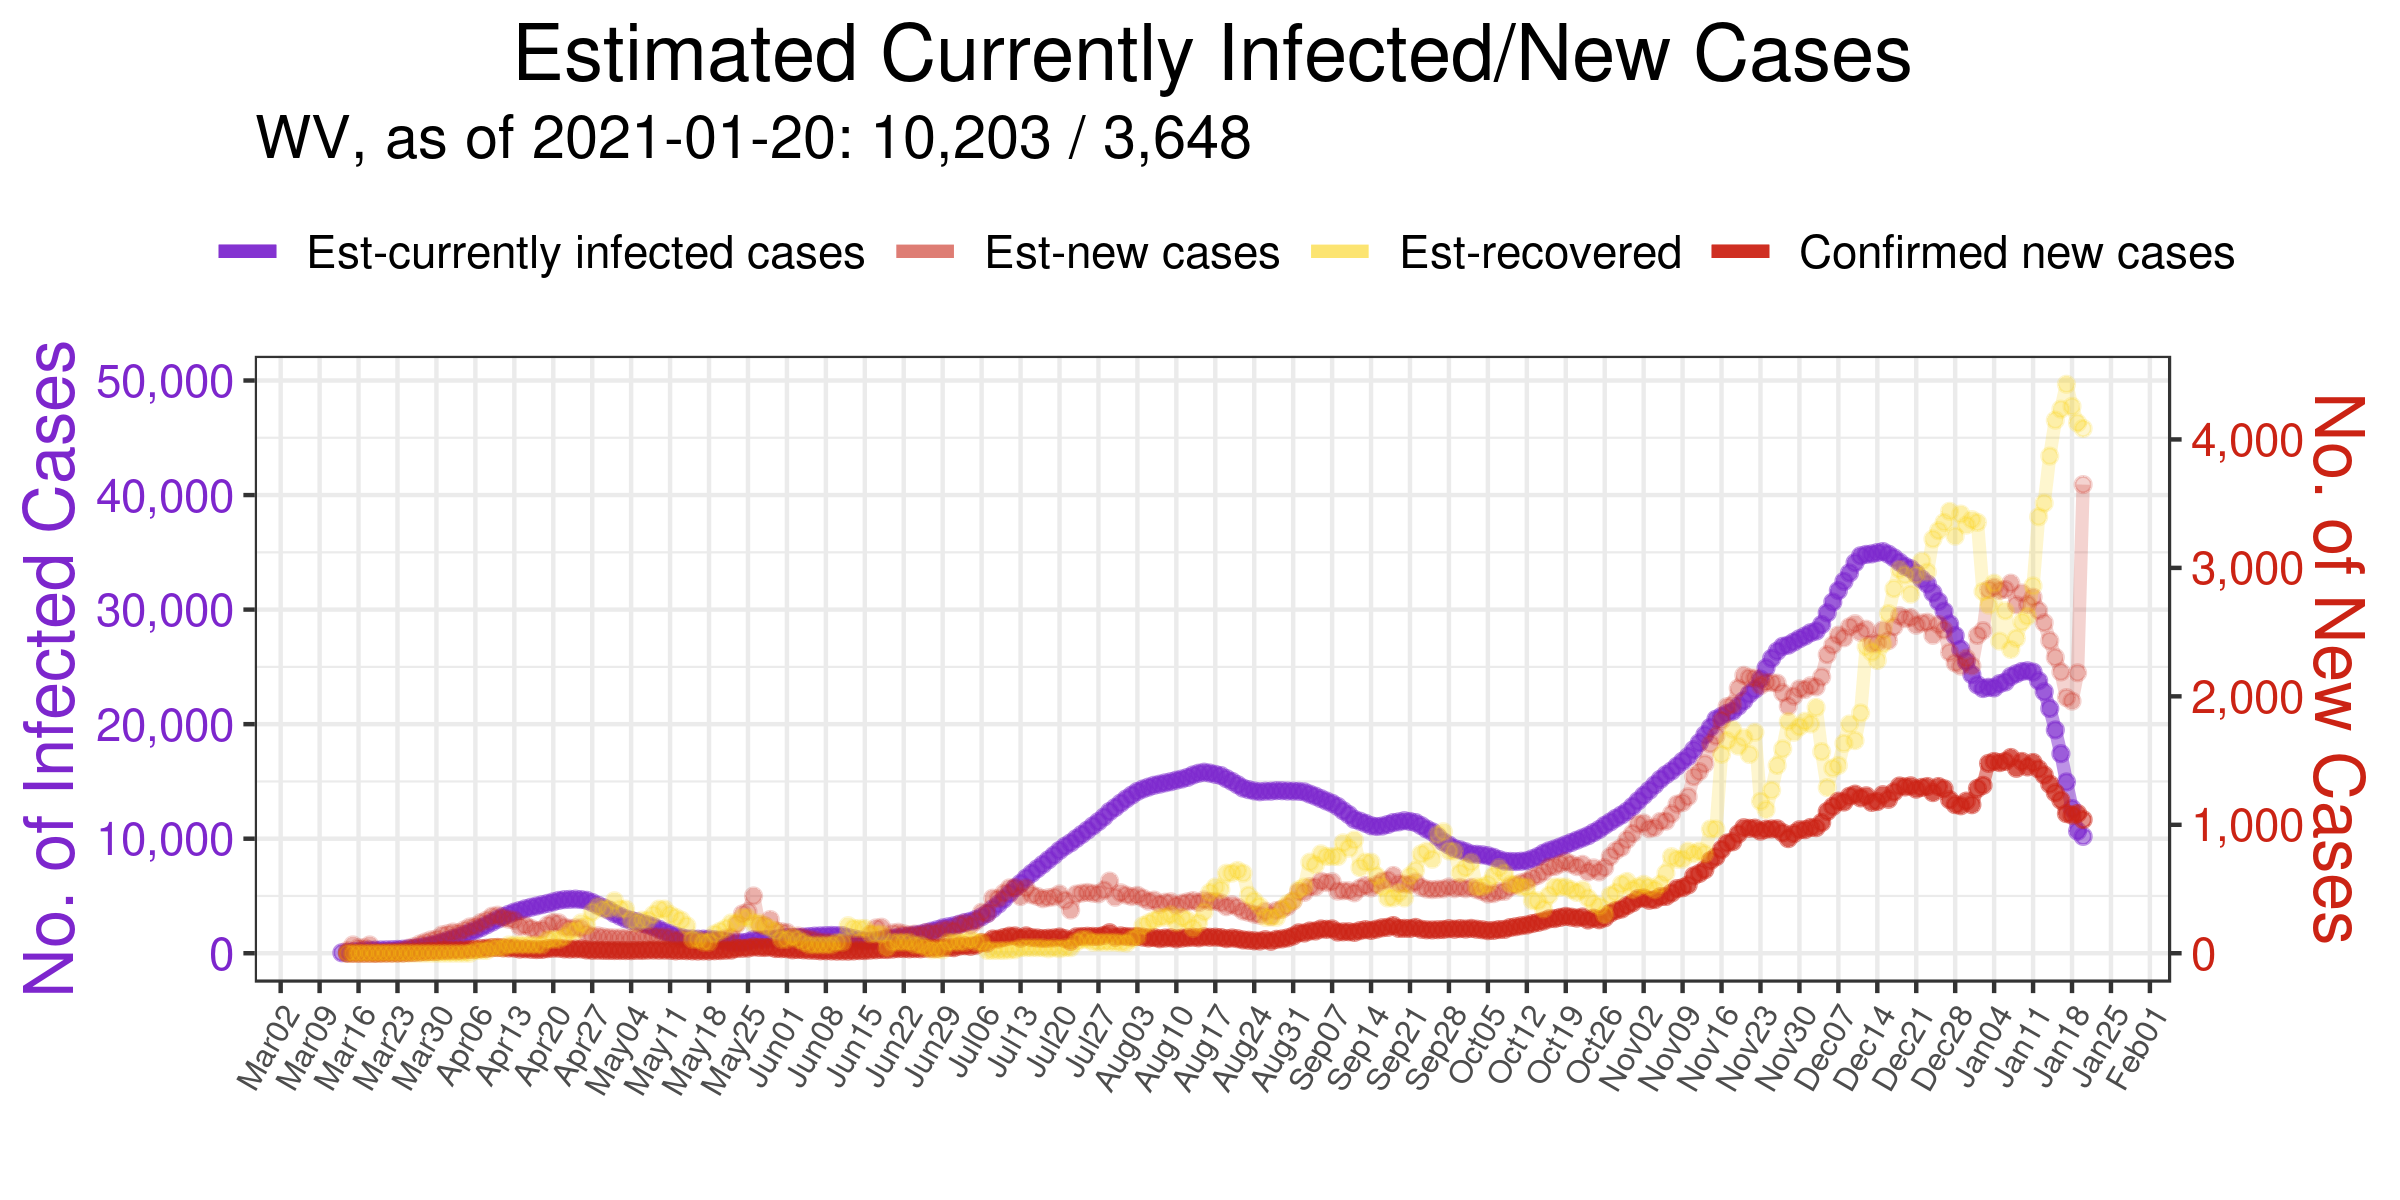 Estimated Currently Infected/New Cases
WV, as of 2021-01-20: 10,203 / 3,648
Est-currently infected cases Est-new cases Est-recovered Confirmed new cases
No. of Infected Cases
50,000
40,000
30,000
20,000
10,000
0
4,000
3,000
2,000
1,000
0
No. of New Cases
Mar02 Mar09 Mar16 Mar23 Mar30 Apr06 Apr13 Apr20 Apr27 May04 May11 May18 May25 Jun01 Jun08 Jun15 Jun22 Jun29 Jul06 Jul13 Jul20 Jul27 Aug03 Aug10 Aug17 Aug24 Aug31 Sep07 Sep14 Sep21 Sep28 Oct05 Oct12 Oct19 Oct26 Nov02 Nov09 Nov16 Nov23 Nov30 Dec07 Dec14 Dec21 Dec28 Jan04 Jan11 Jan18 Jan25 Feb01